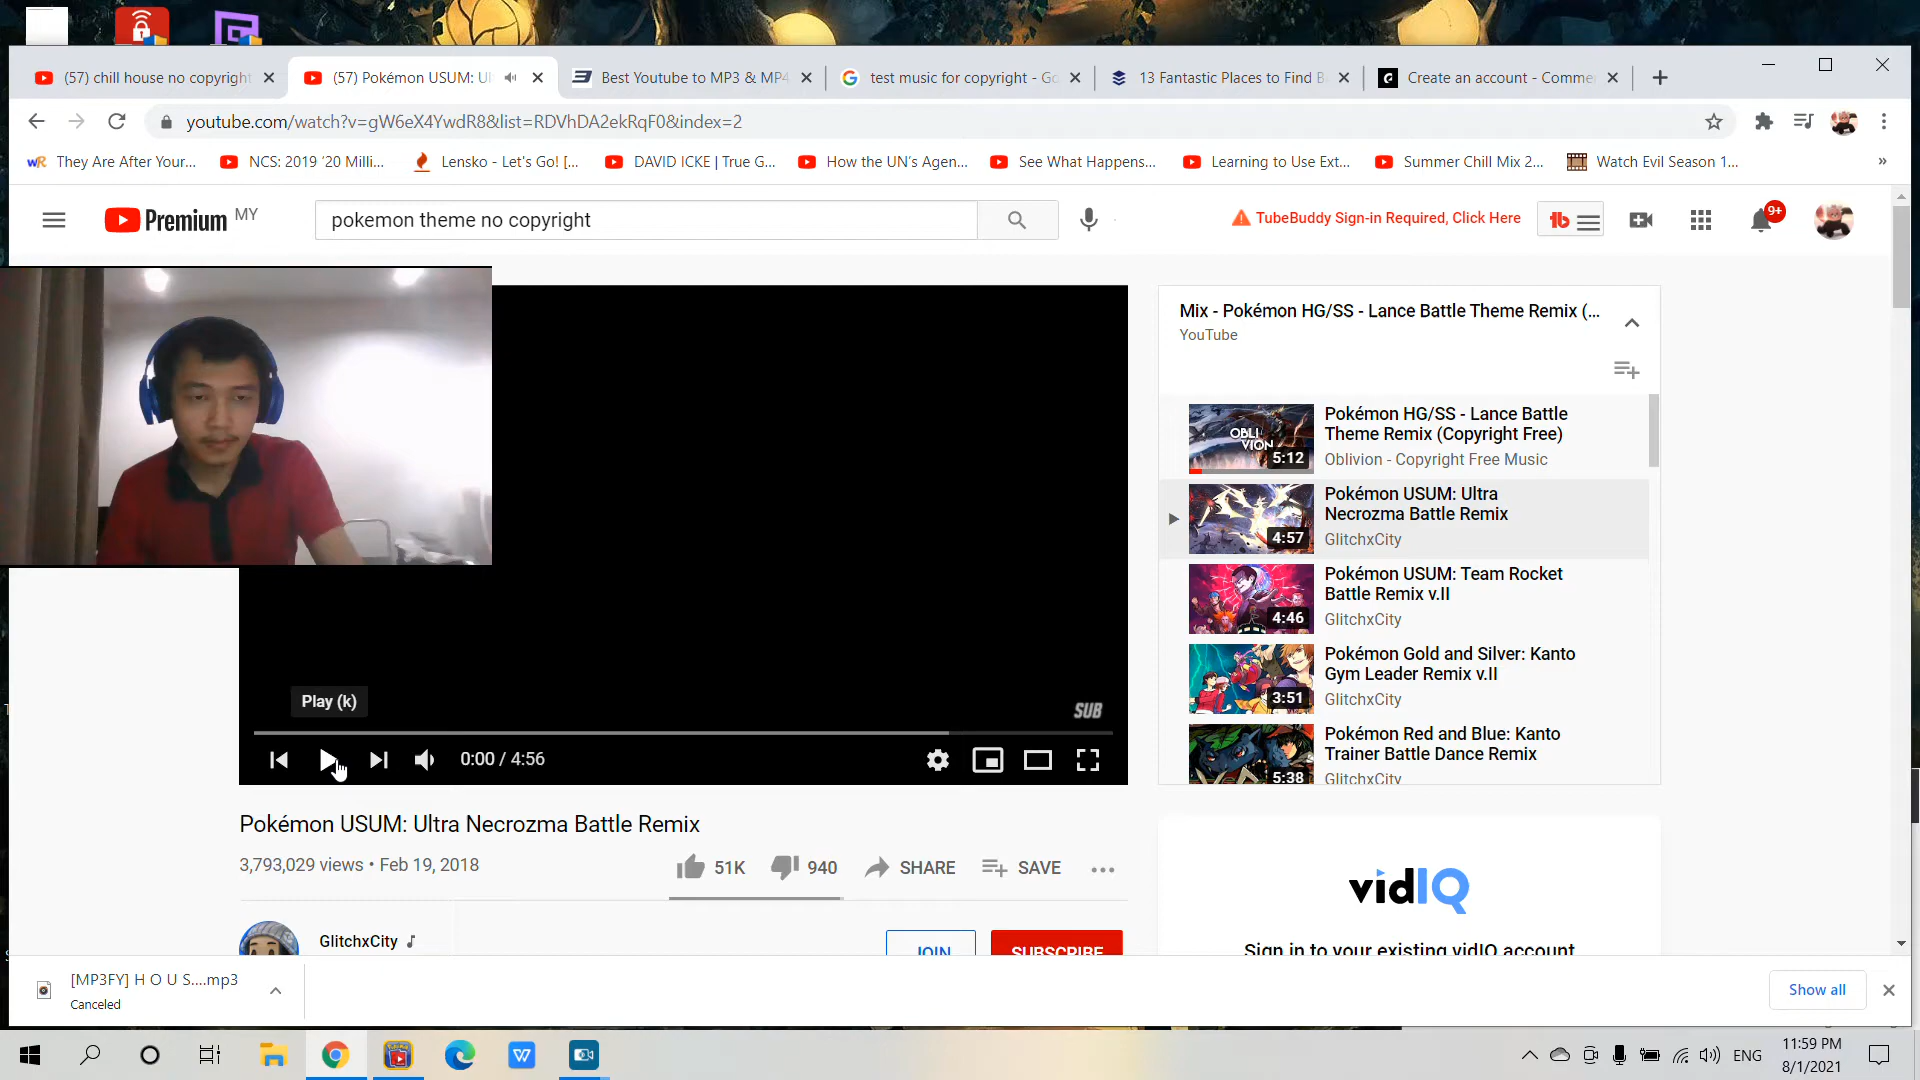 (57) chill house no copyright
(57) Pokémon USUM: Ul
Best Youtube to MP3 & MP4
test music for copyright - Go
13 Fantastic Places to Find B
Create an account - Comme
youtube.com/watch?v=gW6eX4YwdR8&list=RDVhDA2ekRqF0&index=2
They Are After Your...
NCS: 2019 '20 Milli...
Lensko - Let's Go! [...
DAVID ICKE | True G...
How the UN's Agen...
See What Happens...
Learning to Use Ext...
Summer Chill Mix 2...
Watch Evil Season 1...
»
Premium MY
pokemon theme no copyright
TubeBuddy Sign-in Required, Click Here
tb
9+
Mix - Pokémon HG/SS - Lance Battle Theme Remix (...
YouTube
OBLI
VION
5:12
Pokémon HG/SS - Lance Battle
Theme Remix (Copyright Free)
Oblivion - Copyright Free Music
4:57
Pokémon USUM: Ultra
Necrozma Battle Remix
GlitchxCity
4:46
Pokémon USUM: Team Rocket
Battle Remix v.II
GlitchxCity
3:51
Pokémon Gold and Silver: Kanto
Gym Leader Remix v.II
GlitchxCity
5:38
Pokémon Red and Blue: Kanto
Trainer Battle Dance Remix
GlitchxCity
Play (k)
SUB
0:00 / 4:56
Pokémon USUM: Ultra Necrozma Battle Remix
3,793,029 views • Feb 19, 2018
51K
940
SHARE
SAVE
GlitchxCity
JOIN
SUBSCRIBE
vidIQ
Sign in to your existing vidIQ account
[MP3FY] H O U S....mp3
Canceled
Show all
ENG
11:59 PM
8/1/2021